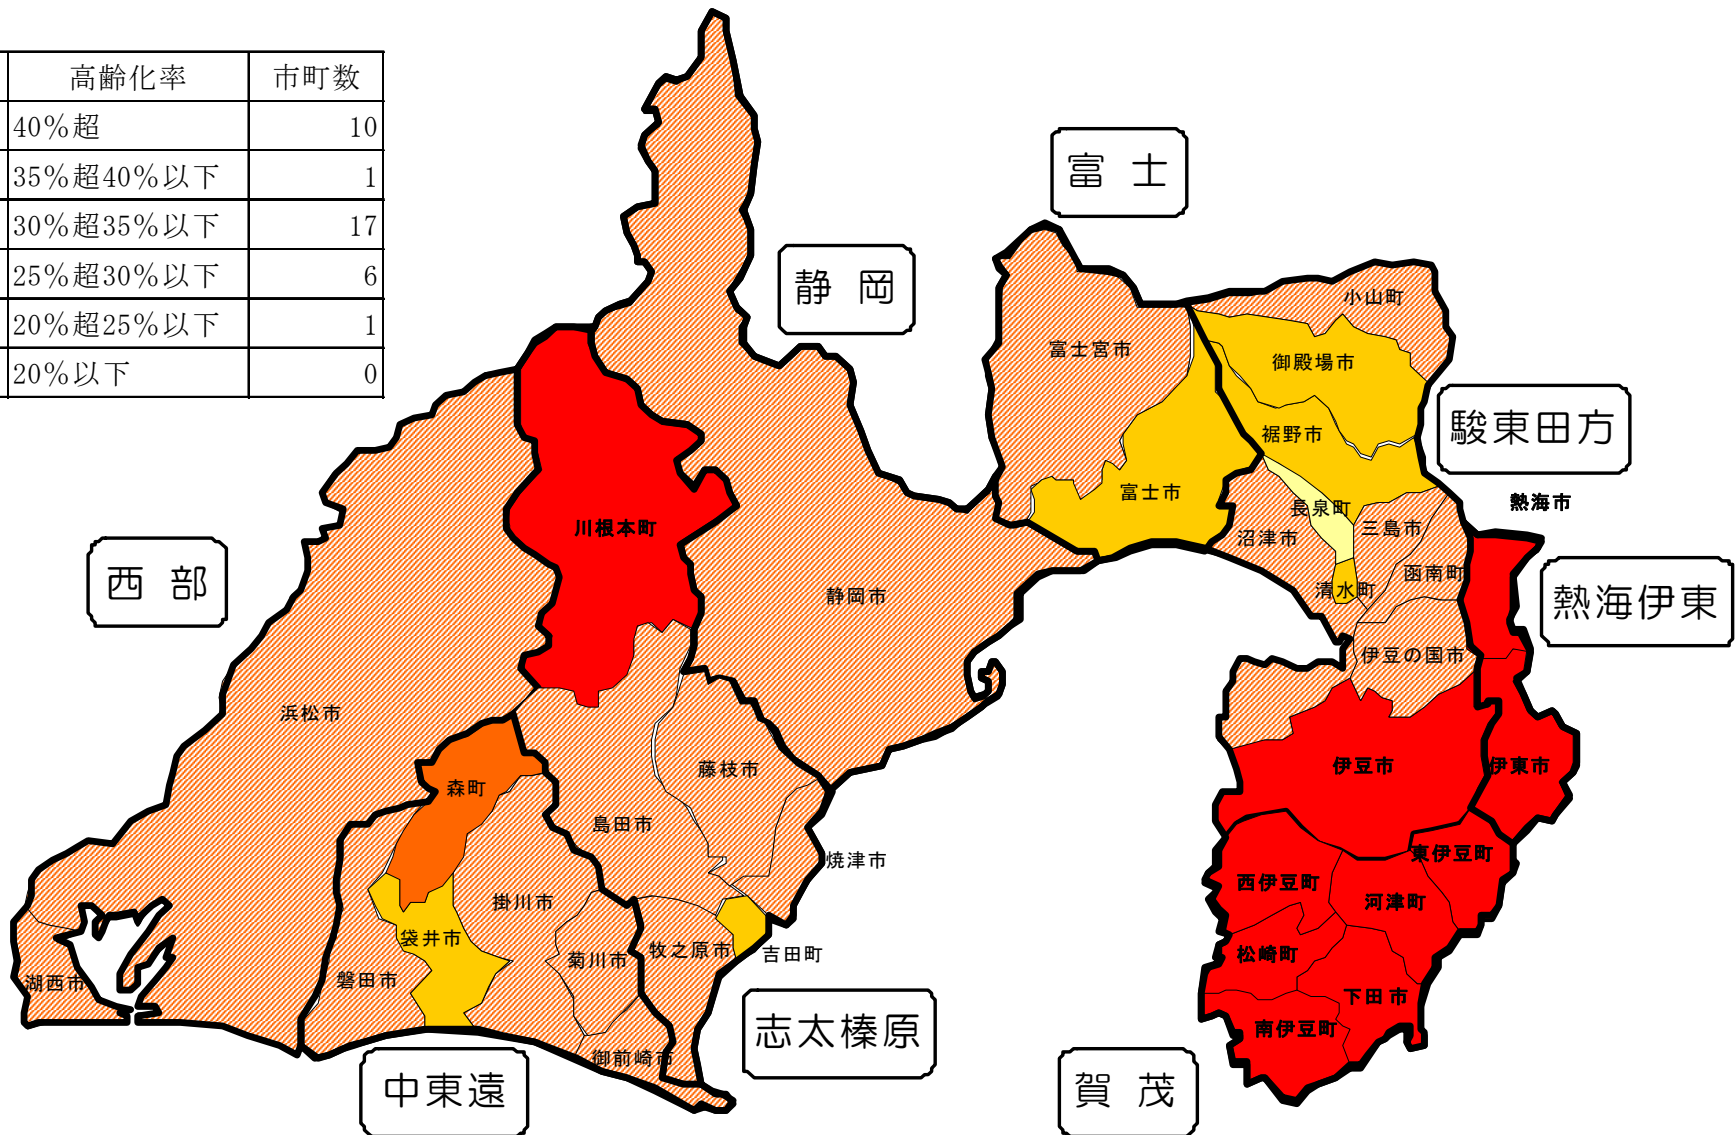 高齢化率 市町数
40％超 10
35％超40％以下 1
30％超35％以下 17
25％超30％以下 6
20％超25％以下 1
20％以下 0
富 士
静 岡
小山町
富士宮市
御殿場市
駿東田方
裾野市
富士市
熱海市
長泉町
川根本町
三島市
沼津市
函南町
西 部
清水町
静岡市
熱海伊東
伊豆の国市
浜松市
伊豆市
伊東市
藤枝市
森町
島田市
焼津市
東伊豆町
西伊豆町
河津町
掛川市
袋井市
牧之原市
吉田町
松崎町
菊川市
磐田市
湖西市
下田市
南伊豆町
志太榛原
御前崎市
中東遠
賀 茂